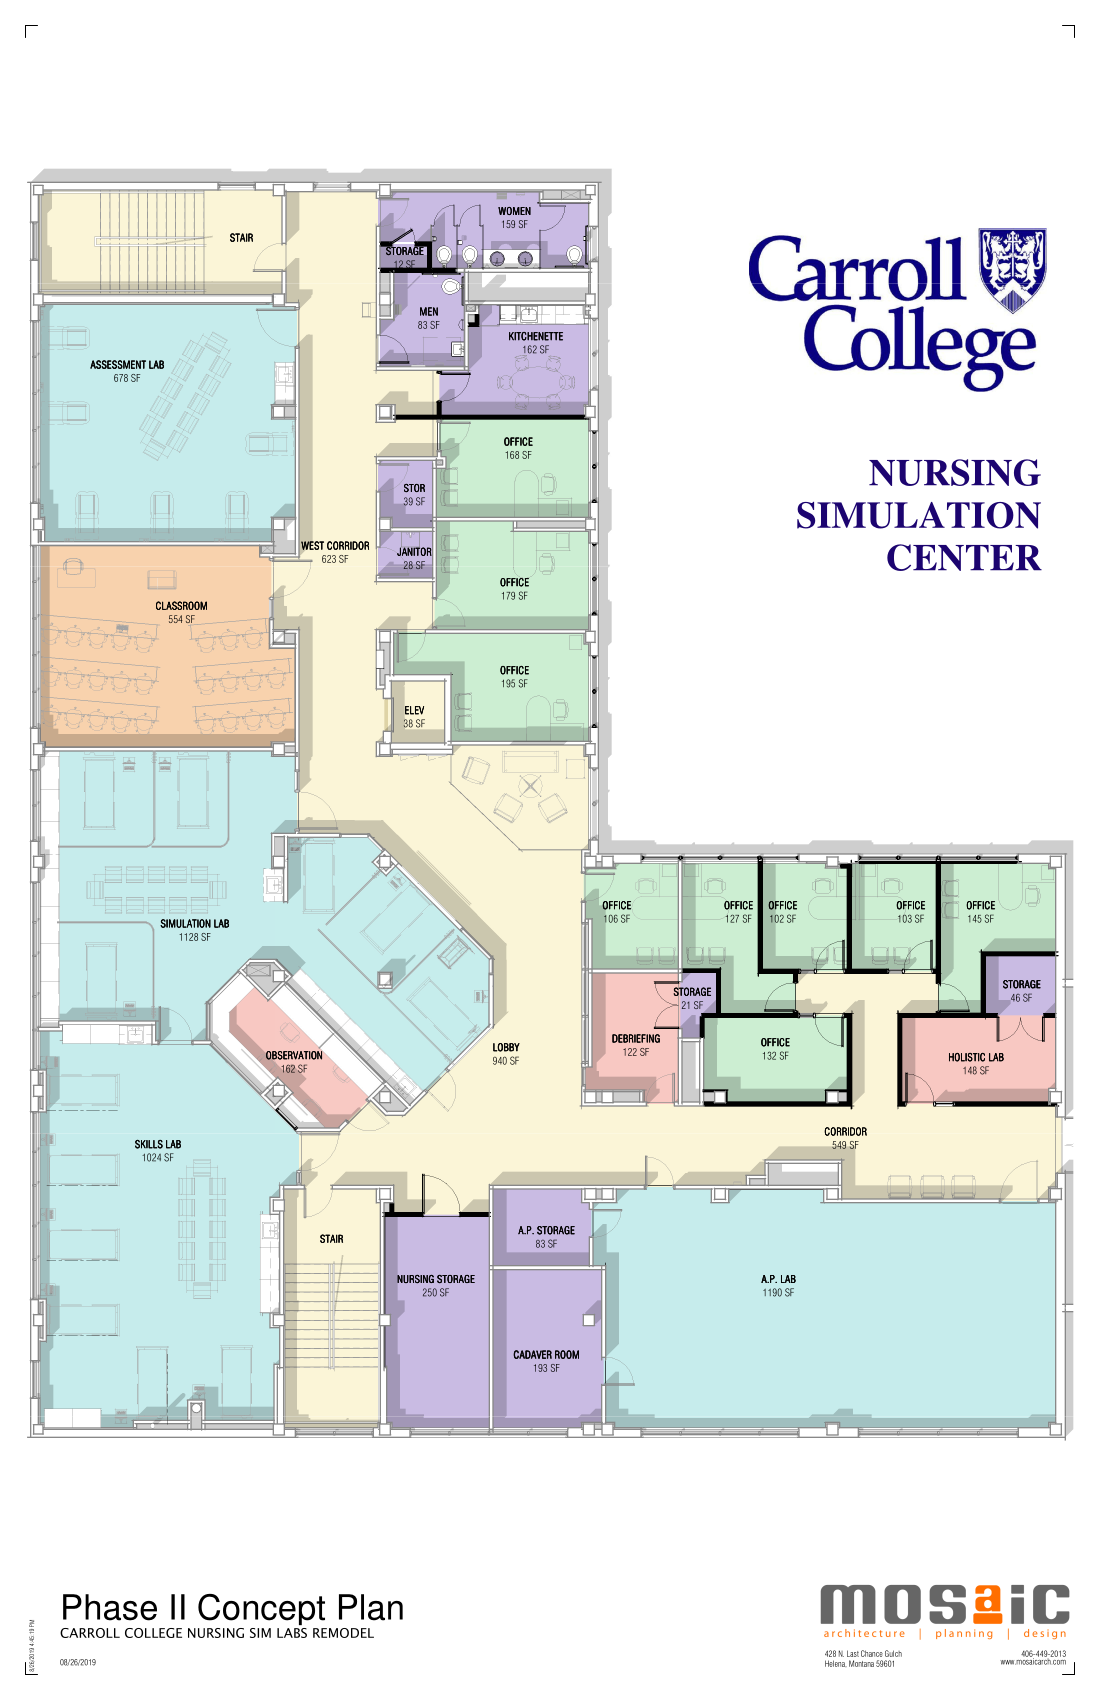 Carroll
College
NURSING
SIMULATION
CENTER
WOMEN
159 SF
STAIR
STORAGE
12 SF
MEN
83 SF
KITCHENETTE
162 SF
ASSESSMENT LAB
678 SF
OFFICE
168 SF
STOR
39 SF
WEST CORRIDOR
623 SF
JANITOR
28 SF
OFFICE
179 SF
CLASSROOM
554 SF
OFFICE
195 SF
ELEV
38 SF
OFFICE
106 SF
OFFICE
127 SF
OFFICE
102 SF
OFFICE
103 SF
OFFICE
145 SF
SIMULATION LAB
1128 SF
STORAGE
21 SF
STORAGE
46 SF
DEBRIEFING
122 SF
OFFICE
132 SF
LOBBY
940 SF
OBSERVATION
162 SF
HOLISTIC LAB
148 SF
SKILLS LAB
1024 SF
CORRIDOR
549 SF
STAIR
A.P. STORAGE
83 SF
NURSING STORAGE
250 SF
A.P. LAB
1190 SF
CADAVER ROOM
193 SF
Phase II Concept Plan
CARROLL COLLEGE NURSING SIM LABS REMODEL
08/26/2019
8/26/2019 4:45:19 PM
mosaic
architecture | planning | design
428 N. Last Chance Gulch
Helena, Montana 59601
406-449-2013
www.mosaicarch.com